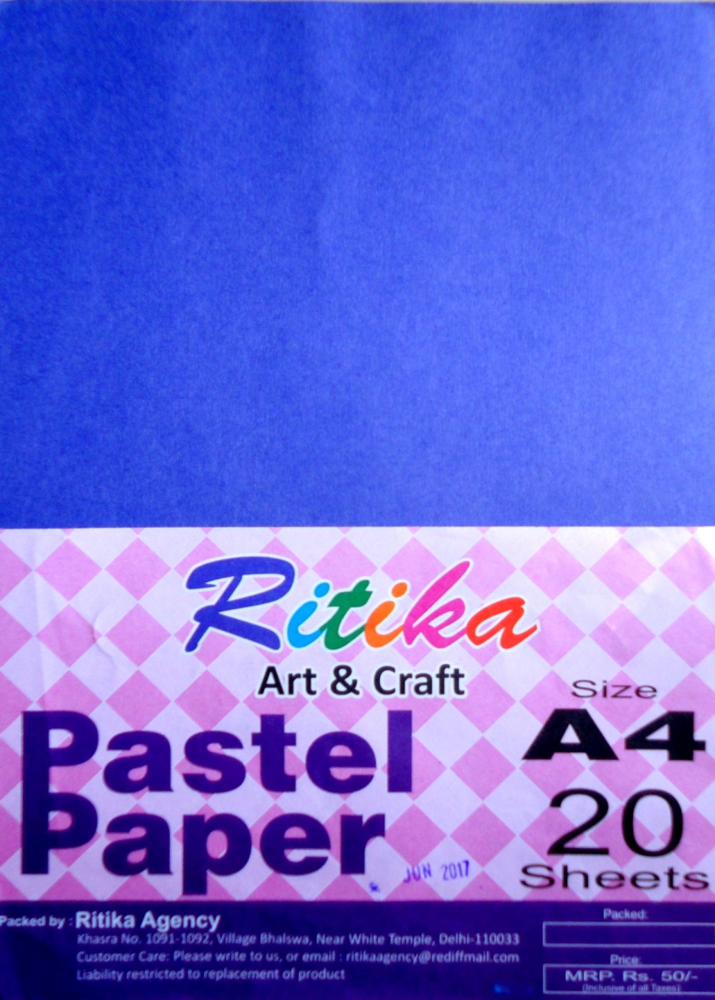 Ritika
Art & Craft
Pastel
Paper
Size
A4
20
Sheets
JUN 2017
Packed by : Ritika Agency
Khasra No. 1091-1092, Village Bhalswa, Near White Temple, Delhi-110033
Customer Care: Please write to us, or email : ritikaagency@rediffmail.com
Liability restricted to replacement of product
Packed:
Price:
MRP. Rs. 50/-
(Inclusive of all Taxes)